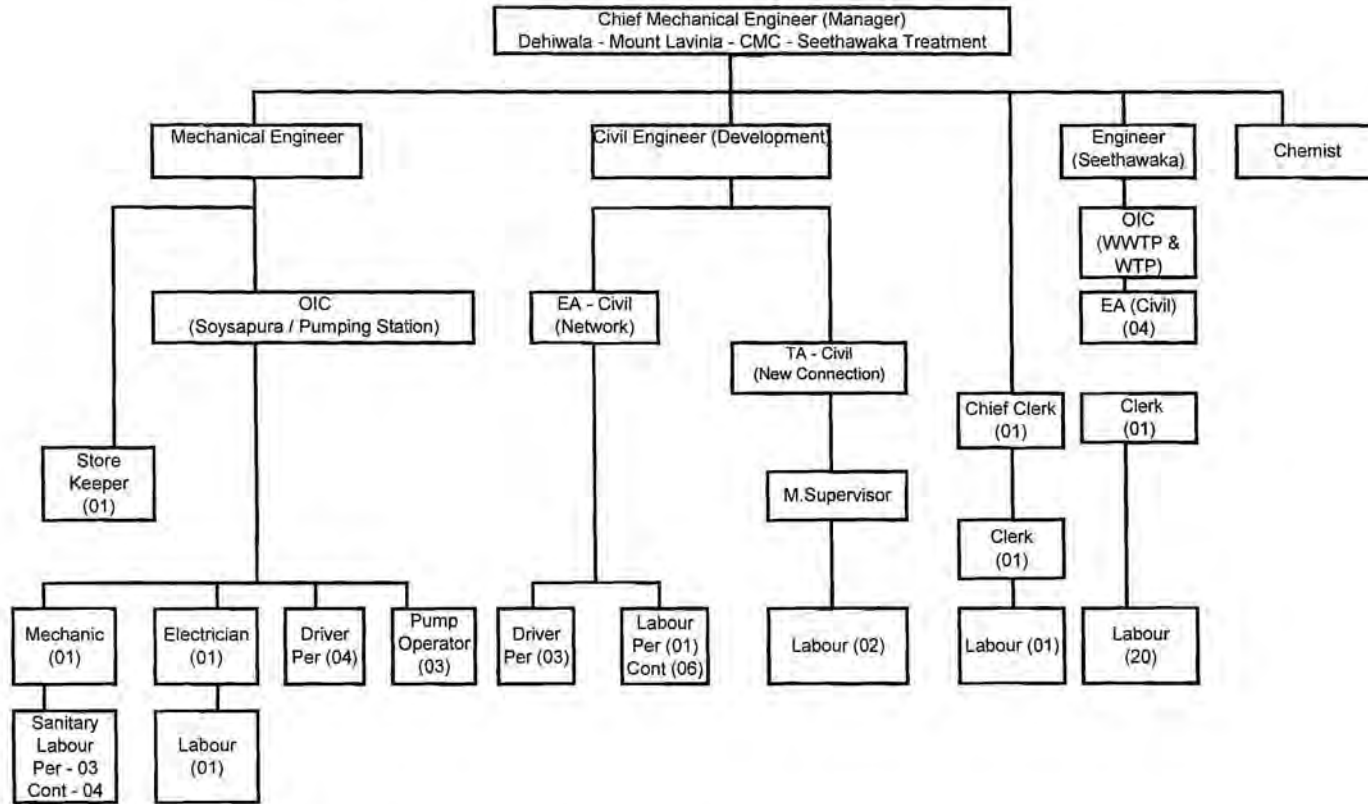 Chief Mechanical Engineer (Manager)
Dehiwala - Mount Lavinia - CMC - Seethawaka Treatment
Mechanical Engineer
Civil Engineer (Development)
Engineer
(Seethawaka)
Chemist
OIC
(WWTP &
WTP)
OIC
(Soysapura / Pumping Station)
EA - Civil
(Network)
EA (Civil)
(04)
TA - Civil
(New Connection)
Chief Clerk
(01)
Clerk
(01)
Store
Keeper
(01)
M.Supervisor
Clerk
(01)
Mechanic
(01)
Electrician
(01)
Driver
Per (04)
Pump
Operator
(03)
Driver
Per (03)
Labour
Per (01)
Cont (06)
Labour (02)
Labour (01)
Labour
(20)
Sanitary
Labour
Per - 03
Cont - 04
Labour
(01)